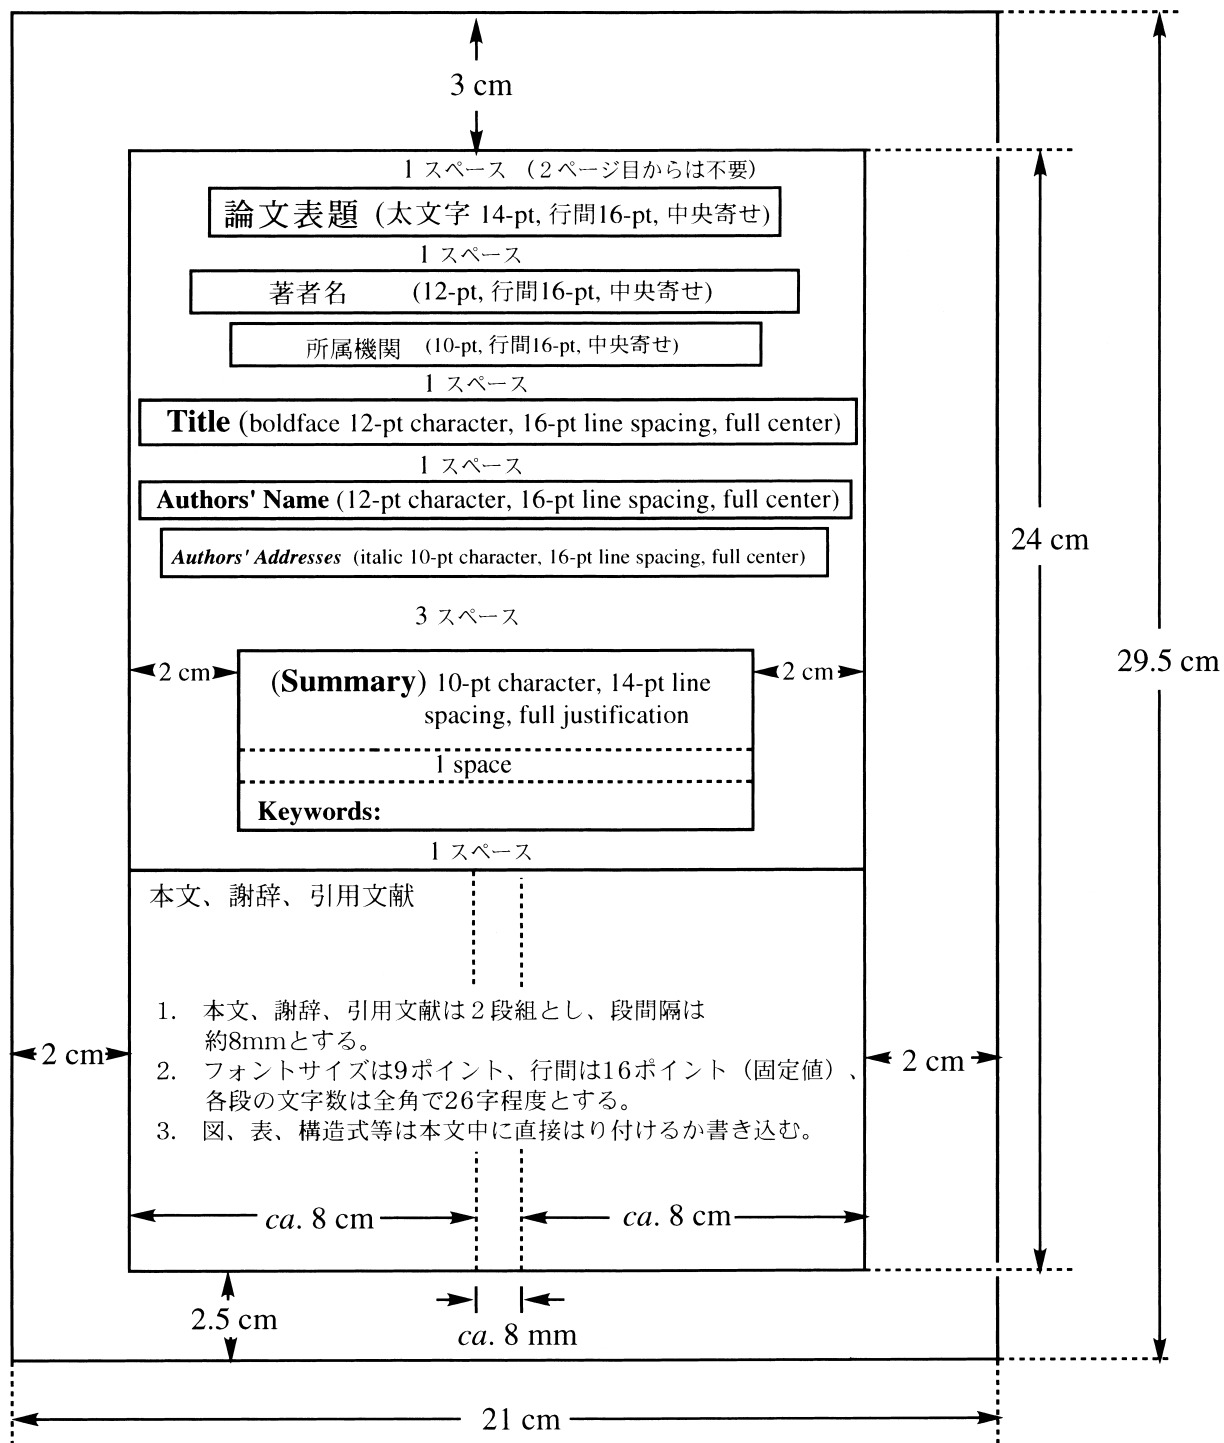 3 cm
1 スペース （２ページ目からは不要）
論文表題 (太文字 14-pt, 行間16-pt, 中央寄せ)
1 スペース
著者名 (12-pt, 行間16-pt, 中央寄せ)
所属機関 (10-pt, 行間16-pt, 中央寄せ)
1 スペース
Title (boldface 12-pt character, 16-pt line spacing, full center)
1 スペース
Authors' Name (12-pt character, 16-pt line spacing, full center)
Authors' Addresses (italic 10-pt character, 16-pt line spacing, full center)
24 cm
3 スペース
29.5 cm
2 cm
(Summary) 10-pt character, 14-pt line
spacing, full justification
2 cm
1 space
Keywords:
1 スペース
本文、謝辞、引用文献
1. 本文、謝辞、引用文献は２段組とし、段間隔は
約8mmとする。
2 cm
2. フォントサイズは9ポイント、行間は16ポイント（固定値）、
各段の文字数は全角で26字程度とする。
2 cm
3. 図、表、構造式等は本文中に直接はり付けるか書き込む。
ca. 8 cm
ca. 8 cm
2.5 cm
ca. 8 mm
21 cm